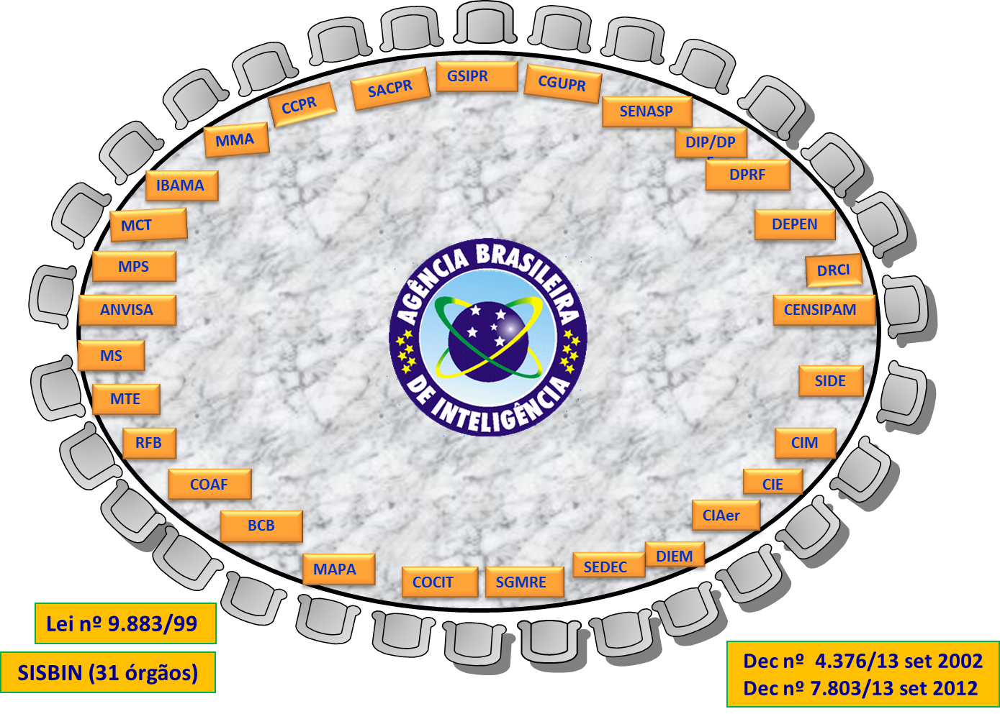 GSIPR
CGUPR
SENASP
DIP/DP
F
DPRF
DEPEN
DRCI
CENSIPAM
SIDE
CIM
CIE
CIAer
DIEM
SEDEC
SGMRE
COCIT
MAPA
BCB
COAF
RFB
MTE
MS
ANVISA
MPS
MCT
IBAMA
MMA
CCPR
SACPR
AGÊNCIA BRASILEIRA
DE INTELIGÊNCIA
Lei nº 9.883/99
SISBIN (31 órgãos)
Dec nº 4.376/13 set 2002
Dec nº 7.803/13 set 2012